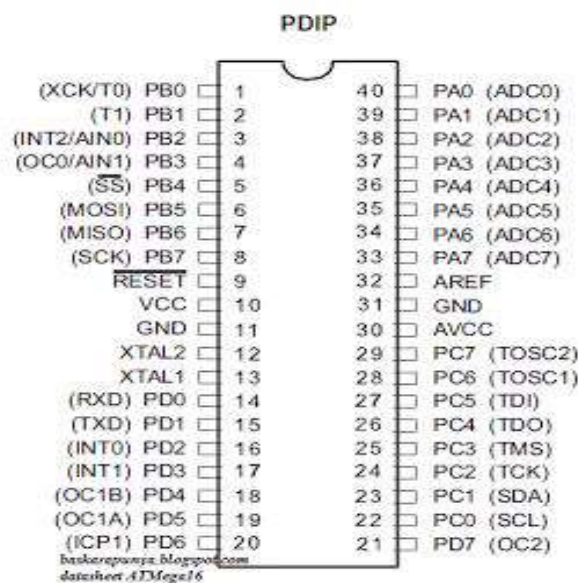 PDIP
(XCK/T0) PB0 1 40 PA0 (ADC0)
(T1) PB1 2 39 PA1 (ADC1)
(INT2/AIN0) PB2 3 38 PA2 (ADC2)
(OC0/AIN1) PB3 4 37 PA3 (ADC3)
(SS) PB4 5 36 PA4 (ADC4)
(MOSI) PB5 6 35 PA5 (ADC5)
(MISO) PB6 7 34 PA6 (ADC6)
(SCK) PB7 8 33 PA7 (ADC7)
RESET 9 32 AREF
VCC 10 31 GND
GND 11 30 AVCC
XTAL2 12 29 PC7 (TOSC2)
XTAL1 13 28 PC6 (TOSC1)
(RXD) PD0 14 27 PC5 (TDI)
(TXD) PD1 15 26 PC4 (TDO)
(INT0) PD2 16 25 PC3 (TMS)
(INT1) PD3 17 24 PC2 (TCK)
(OC1B) PD4 18 23 PC1 (SDA)
(OC1A) PD5 19 22 PC0 (SCL)
(ICP1) PD6 20 21 PD7 (OC2)
baskarapunja.blogspot.com
datasheet ATMega16